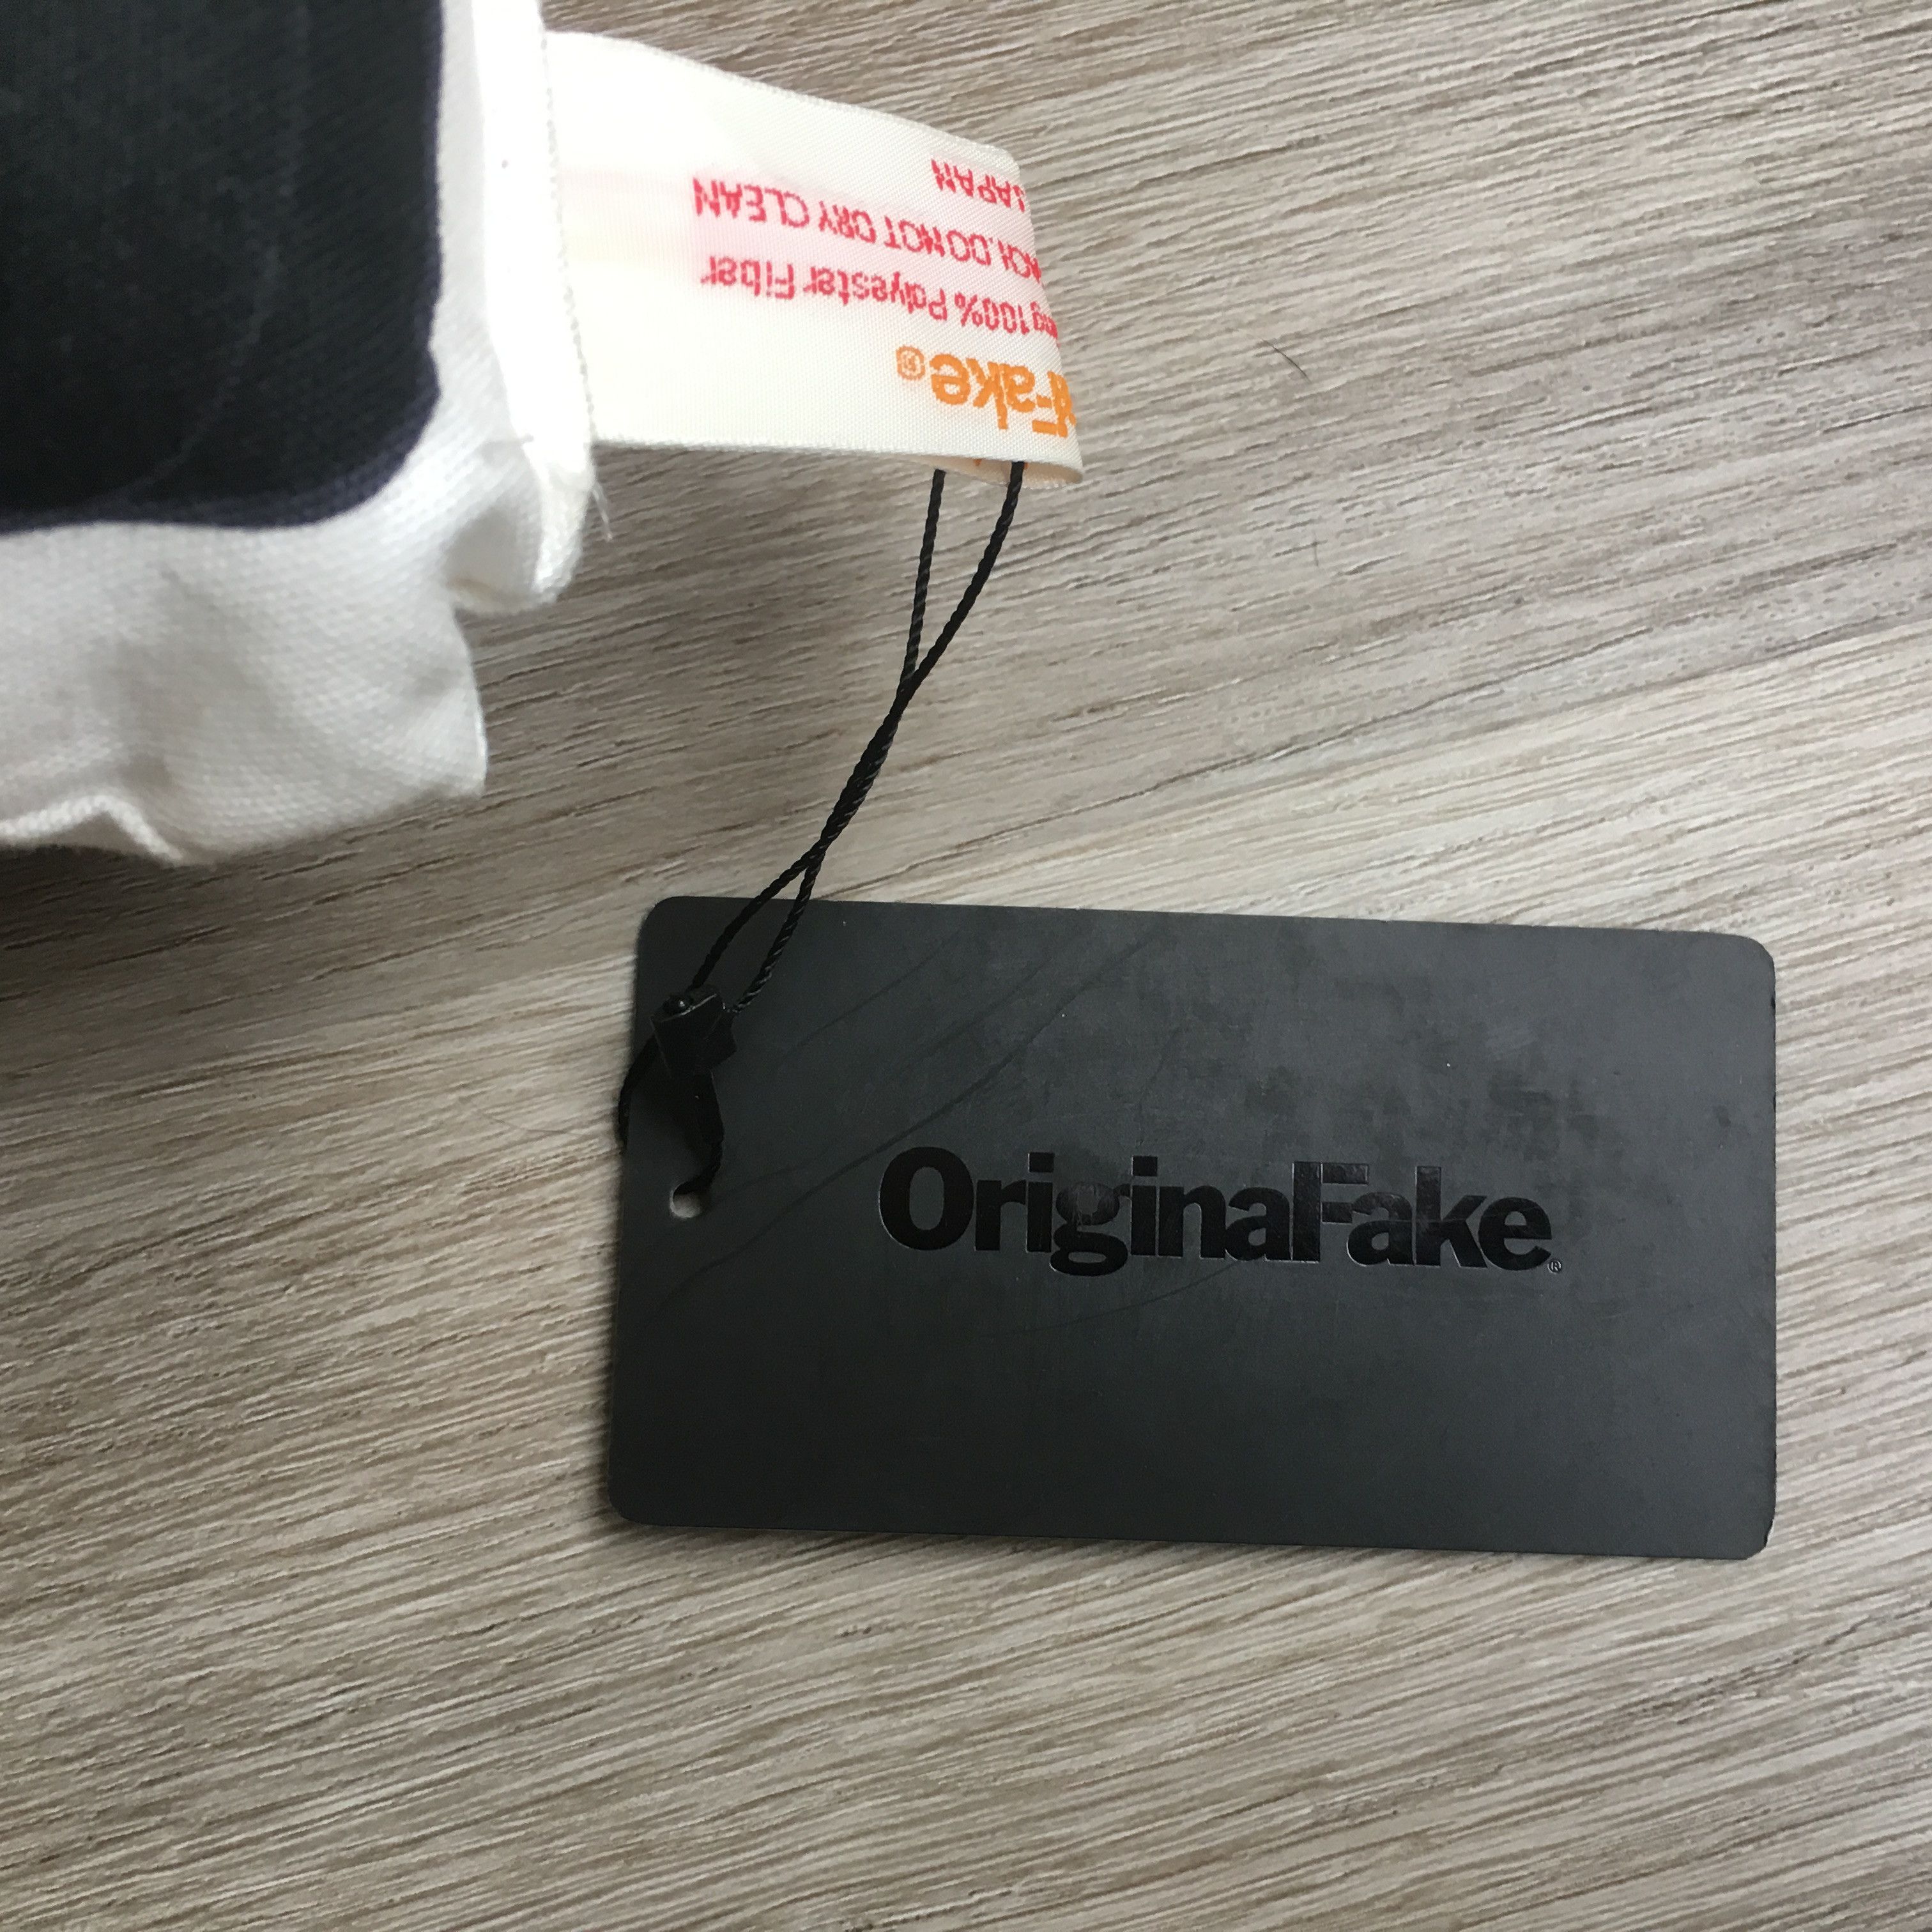 Fake®
100% Polyester Fiber
DO NOT DRY CLEAN
JAPAN
OriginalFake®